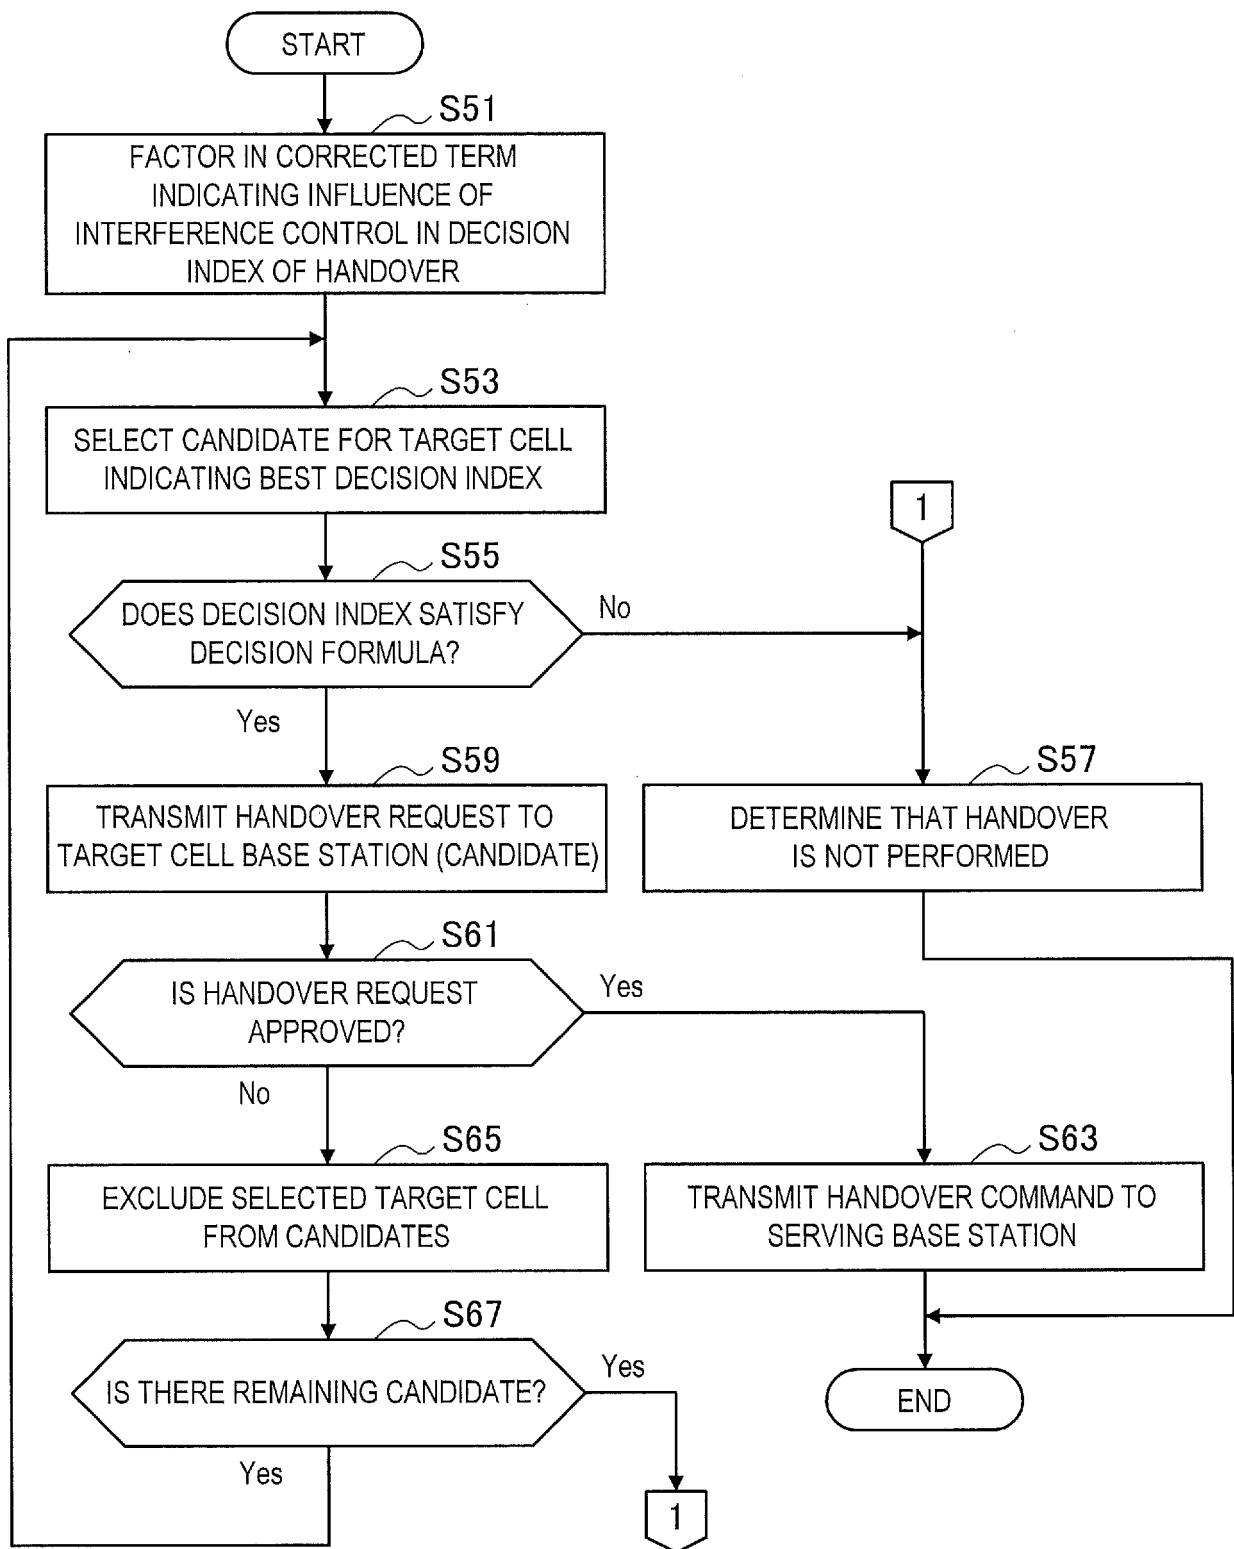 START
S51
FACTOR IN CORRECTED TERM
INDICATING INFLUENCE OF
INTERFERENCE CONTROL IN DECISION
INDEX OF HANDOVER
S53
SELECT CANDIDATE FOR TARGET CELL
INDICATING BEST DECISION INDEX
1
S55
DOES DECISION INDEX SATISFY
DECISION FORMULA?
No
Yes
S59
TRANSMIT HANDOVER REQUEST TO
TARGET CELL BASE STATION (CANDIDATE)
S57
DETERMINE THAT HANDOVER
IS NOT PERFORMED
S61
IS HANDOVER REQUEST
APPROVED?
Yes
No
S65
EXCLUDE SELECTED TARGET CELL
FROM CANDIDATES
S63
TRANSMIT HANDOVER COMMAND TO
SERVING BASE STATION
S67
IS THERE REMAINING CANDIDATE?
Yes
Yes
END
1